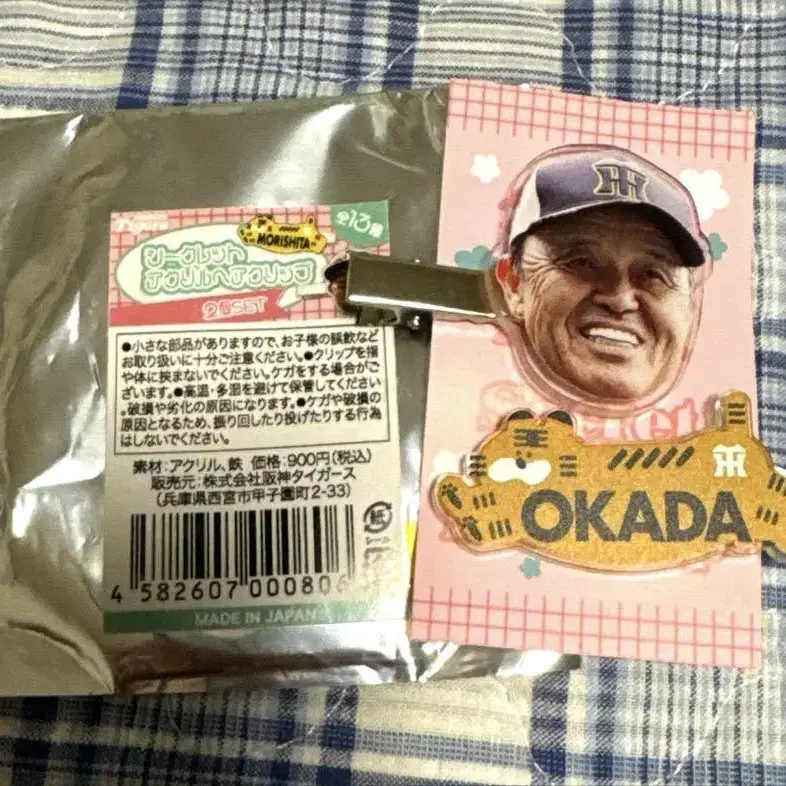 MORISHITA
全13種
シークレット
アクリルヘアクリップ
2個SET
●小さな部品がありますので、お子様の誤飲など
お取り扱いに十分ご注意ください。●クリップを指
や体に挟まないでください。ケガをする場合がご
ざいます。●高温・多湿を避けて保管してください
。破損や劣化の原因になります。●ケガや破損の
原因となるため、振り回したり投げたりする行為
はしないでください。
素材：アクリル、鉄 価格：900円(税込)
販売元：株式会社阪神タイガース
(兵庫県西宮市甲子園町2-33)
4 582607 000806
紙
シール
MADE IN JAPAN
OKADA